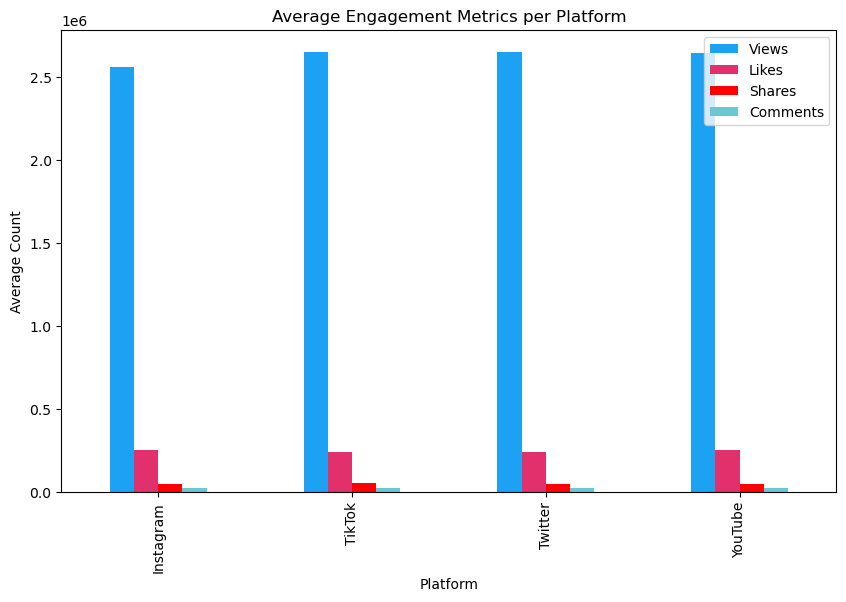 Average Engagement Metrics per Platform
1e6
Views
Likes
Shares
Comments
2.5
2.0
1.5
1.0
0.5
0.0
Average Count
Instagram
TikTok
Twitter
YouTube
Platform